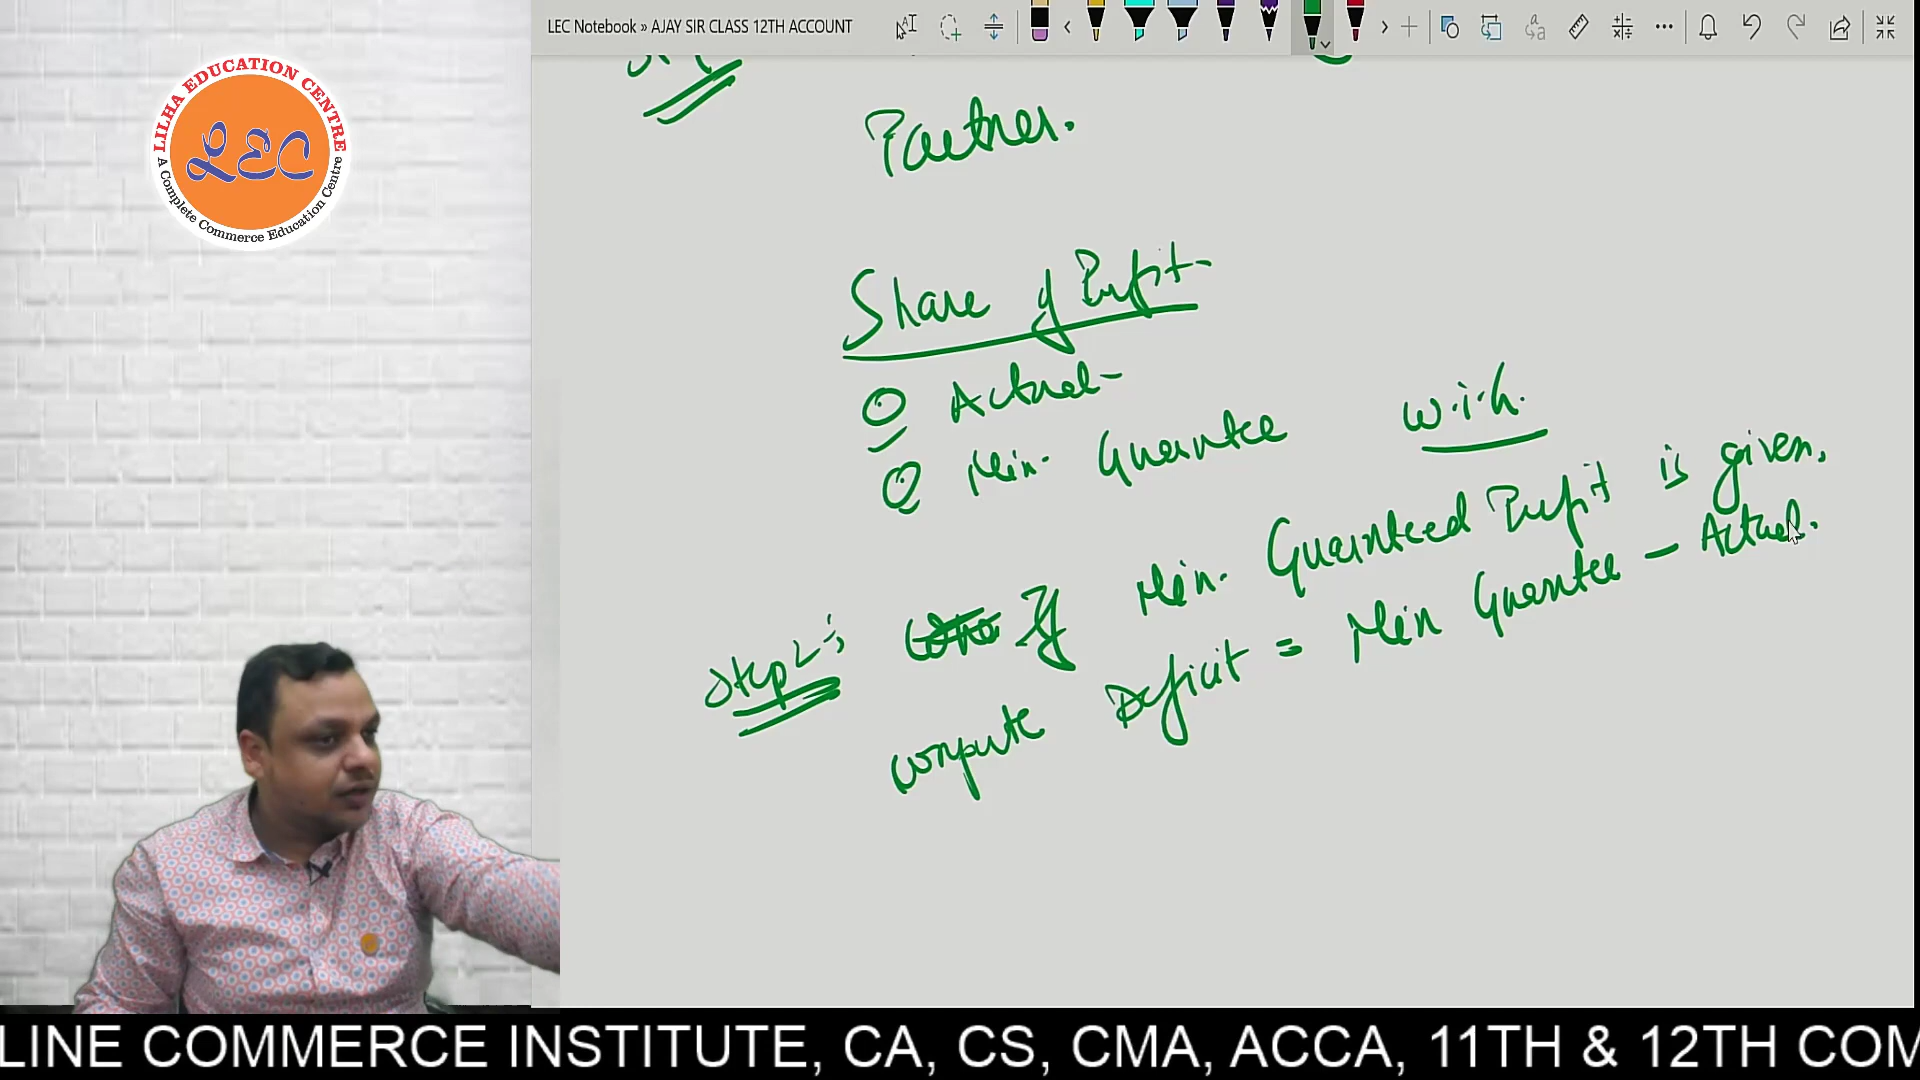 LEC Notebook » AJAY SIR CLASS 12TH ACCOUNT
LILHA EDUCATION CENTRE
LEC
A Complete Commerce Education Centre
Partner.
Share of Profit
Actual
Min. Guarantee
w.i.h.
Step 2:
If Min. Guaranteed Profit is given,
compute Deficit = Min Guarantee - Actual.
LINE COMMERCE INSTITUTE, CA, CS, CMA, ACCA, 11TH & 12TH COM